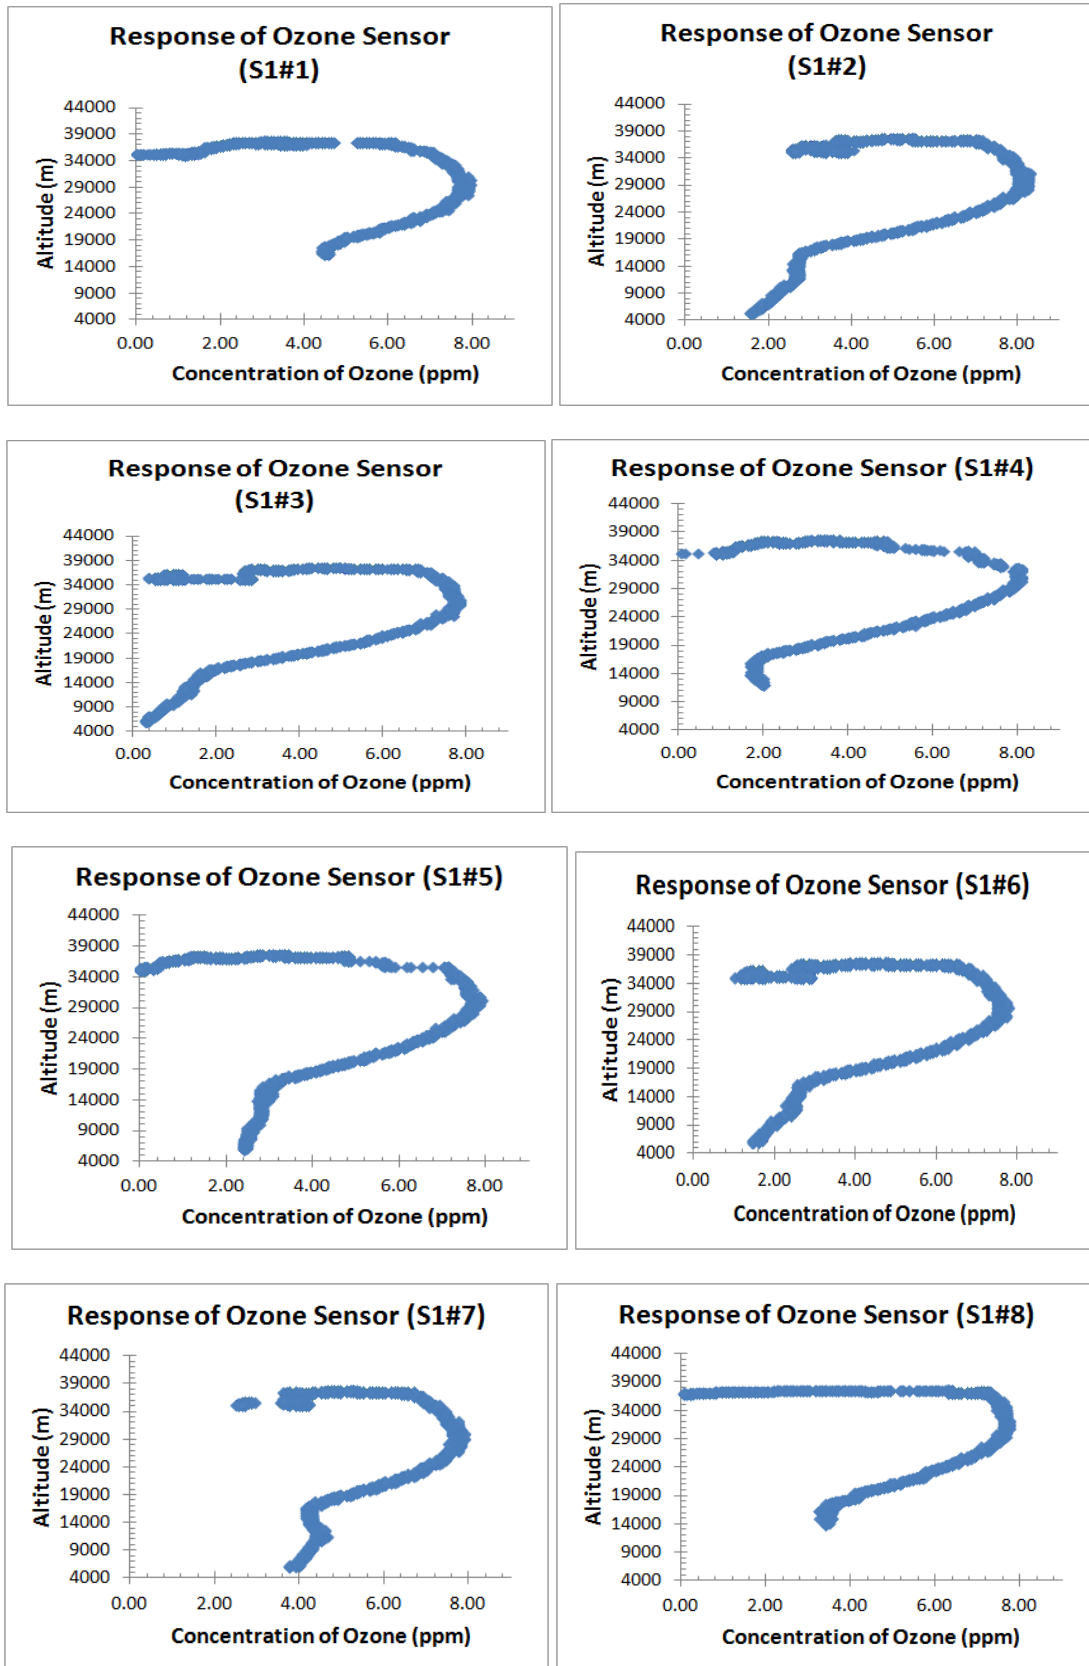 Response of Ozone Sensor
(S1#1)
44000
39000
34000
29000
24000
19000
14000
9000
4000
Altitude (m)
0.00 2.00 4.00 6.00 8.00
Concentration of Ozone (ppm)
Response of Ozone Sensor
(S1#2)
44000
39000
34000
29000
24000
19000
14000
9000
4000
Altitude (m)
0.00 2.00 4.00 6.00 8.00
Concentration of Ozone (ppm)
Response of Ozone Sensor
(S1#3)
44000
39000
34000
29000
24000
19000
14000
9000
4000
Altitude (m)
0.00 2.00 4.00 6.00 8.00
Concentration of Ozone (ppm)
Response of Ozone Sensor (S1#4)
44000
39000
34000
29000
24000
19000
14000
9000
4000
Altitude (m)
0.00 2.00 4.00 6.00 8.00
Concentration of Ozone (ppm)
Response of Ozone Sensor (S1#5)
44000
39000
34000
29000
24000
19000
14000
9000
4000
Altitude (m)
0.00 2.00 4.00 6.00 8.00
Concentration of Ozone (ppm)
Response of Ozone Sensor (S1#6)
44000
39000
34000
29000
24000
19000
14000
9000
4000
Altitude (m)
0.00 2.00 4.00 6.00 8.00
Concentration of Ozone (ppm)
Response of Ozone Sensor (S1#7)
44000
39000
34000
29000
24000
19000
14000
9000
4000
Altitude (m)
0.00 2.00 4.00 6.00 8.00
Concentration of Ozone (ppm)
Response of Ozone Sensor (S1#8)
44000
39000
34000
29000
24000
19000
14000
9000
4000
Altitude (m)
0.00 2.00 4.00 6.00 8.00
Concentration of Ozone (ppm)